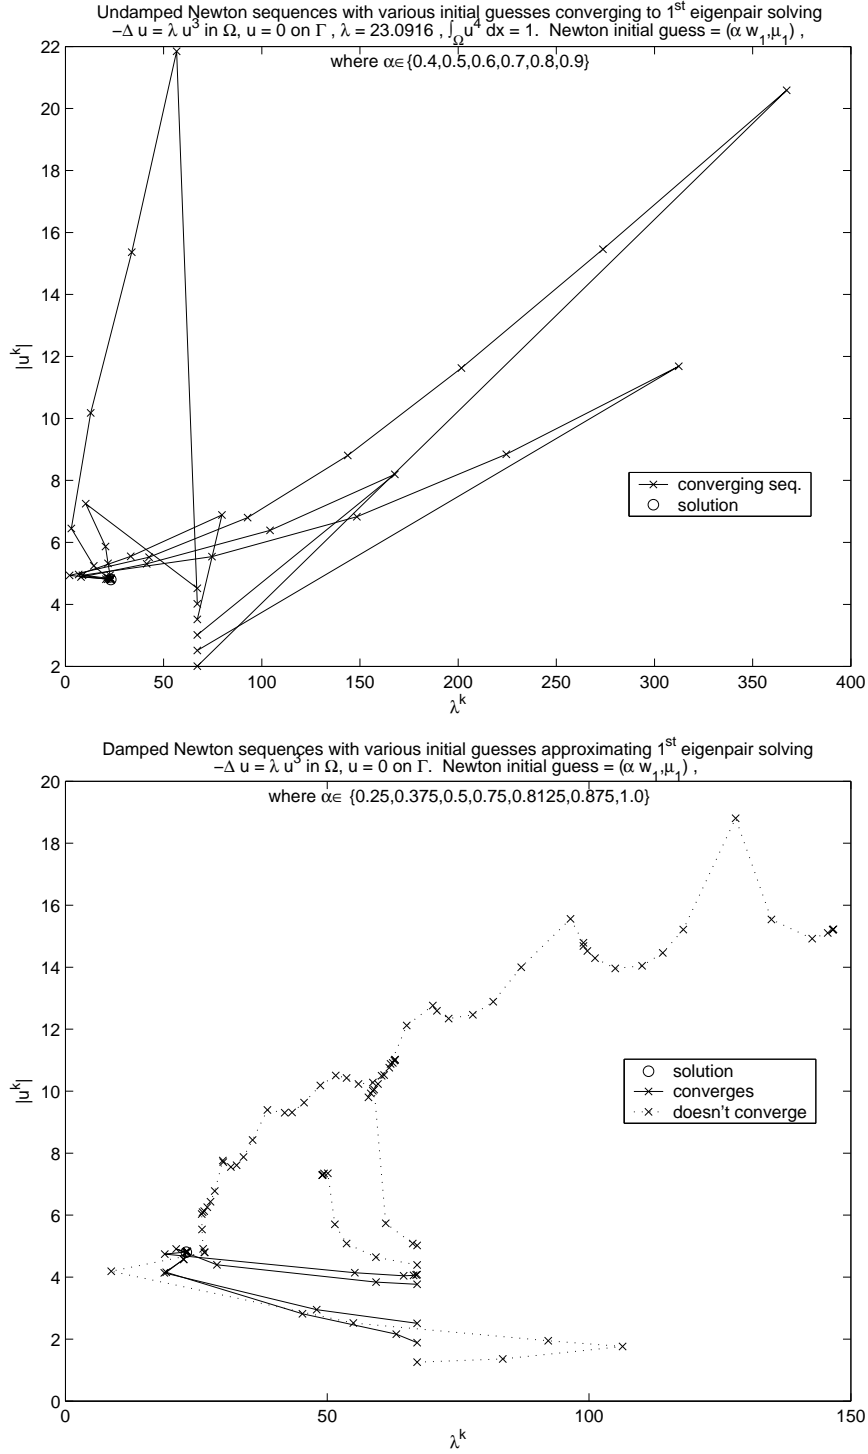 Undamped Newton sequences with various initial guesses converging to 1st eigenpair solving
−Δ u = λ u3 in Ω, u = 0 on Γ , λ = 23.0916 , ∫Ωu4 dx = 1. Newton initial guess = (α w1,μ1) ,
where α∈{0.4,0.5,0.6,0.7,0.8,0.9}
22
20
18
16
14
12
10
8
6
4
2
|uk|
converging seq.
solution
0 50 100 150 200 250 300 350 400
λk
Damped Newton sequences with various initial guesses approximating 1st eigenpair solving
−Δ u = λ u3 in Ω, u = 0 on Γ. Newton initial guess = (α w1,μ1) ,
where α∈ {0.25,0.375,0.5,0.75,0.8125,0.875,1.0}
20
18
16
14
12
10
8
6
4
2
0
|uk|
solution
converges
doesn't converge
0 50 100 150
λk